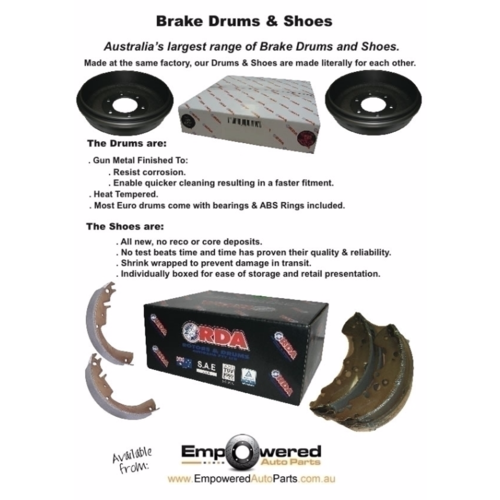 Brake Drums & Shoes
Australia's largest range of Brake Drums and Shoes.
Made at the same factory, our Drums & Shoes are made literally for each other.
The Drums are:
. Gun Metal Finished To:
. Resist corrosion.
. Enable quicker cleaning resulting in a faster fitment.
. Heat Tempered.
. Most Euro drums come with bearings & ABS Rings included.
The Shoes are:
. All new, no reco or core deposits.
. No test beats time and time has proven their quality & reliability.
. Shrink wrapped to prevent damage in transit.
. Individually boxed for ease of storage and retail presentation.
RDA
S.A.E
RDA
Available
from:
Empowered
Auto Parts
www.EmpoweredAutoParts.com.au